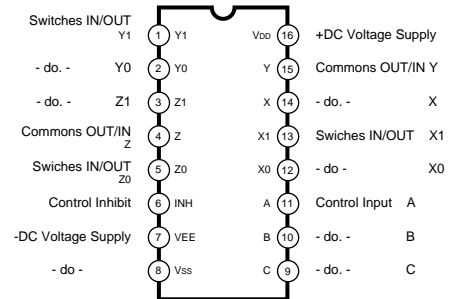 Switches IN/OUT
Y1 1 Y1 VDD 16 +DC Voltage Supply
- do. - Y0 2 Y0 Y 15 Commons OUT/IN Y
- do. - Z1 3 Z1 X 14 - do. - X
Commons OUT/IN
Z 4 Z X1 13 Swiches IN/OUT X1
Swiches IN/OUT
Z0 5 Z0 X0 12 - do - X0
Control Inhibit 6 INH A 11 Control Input A
-DC Voltage Supply 7 VEE B 10 - do. - B
- do - 8 Vss C 9 - do. - C